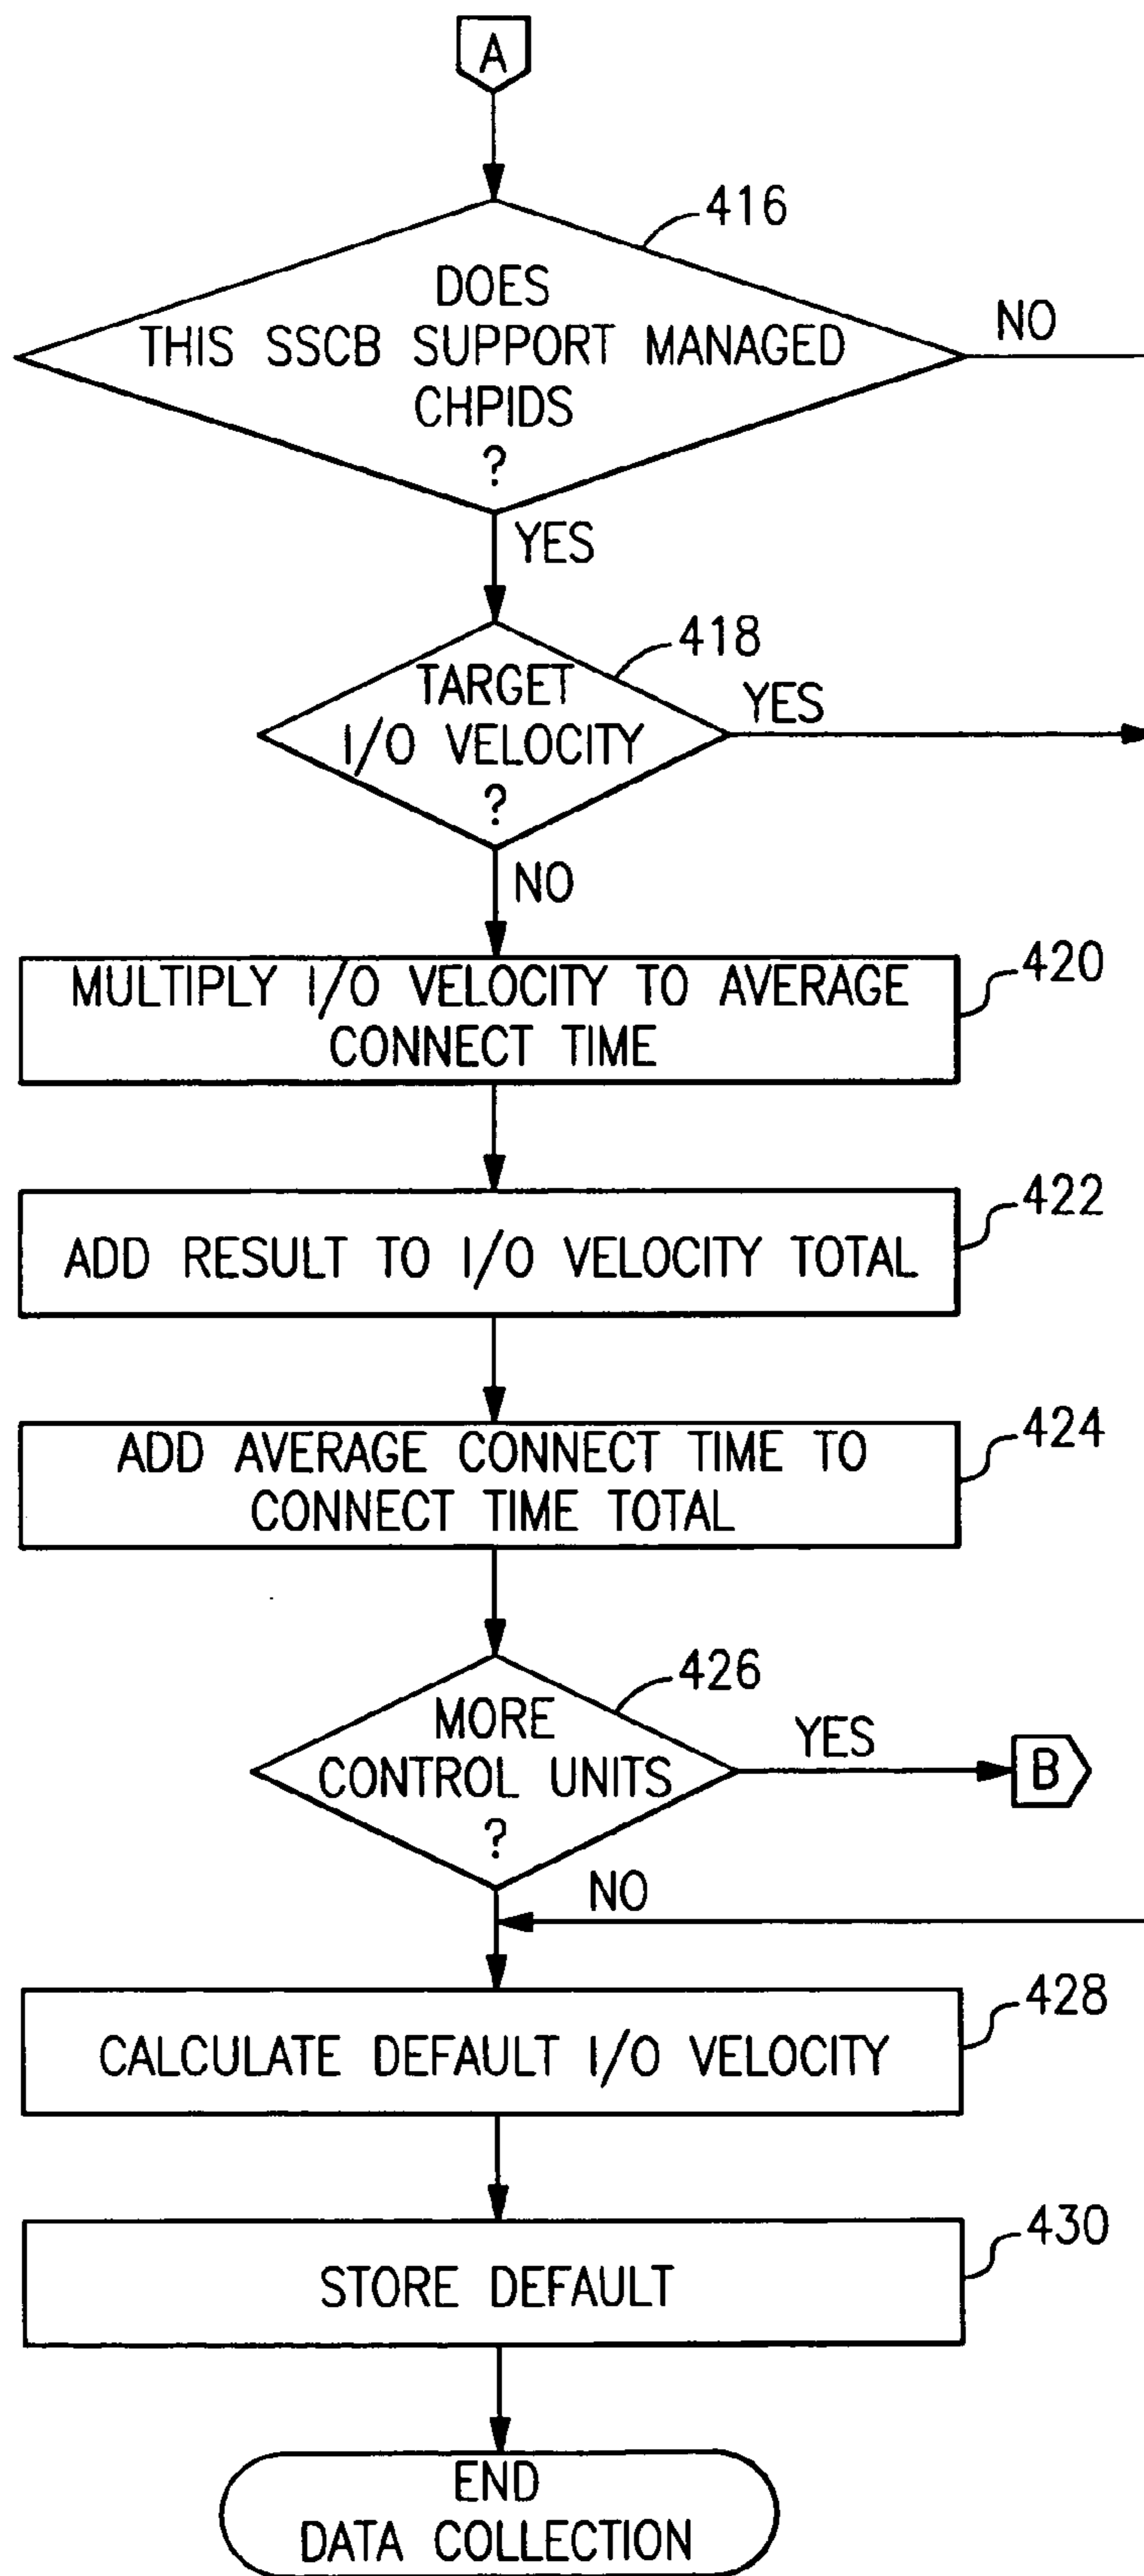 A
416
DOES
THIS SSCB SUPPORT MANAGED
CHPIDS
?
NO
YES
418
TARGET
I/O VELOCITY
?
YES
NO
420
MULTIPLY I/O VELOCITY TO AVERAGE
CONNECT TIME
422
ADD RESULT TO I/O VELOCITY TOTAL
424
ADD AVERAGE CONNECT TIME TO
CONNECT TIME TOTAL
426
MORE
CONTROL UNITS
?
YES
B
NO
428
CALCULATE DEFAULT I/O VELOCITY
430
STORE DEFAULT
END
DATA COLLECTION